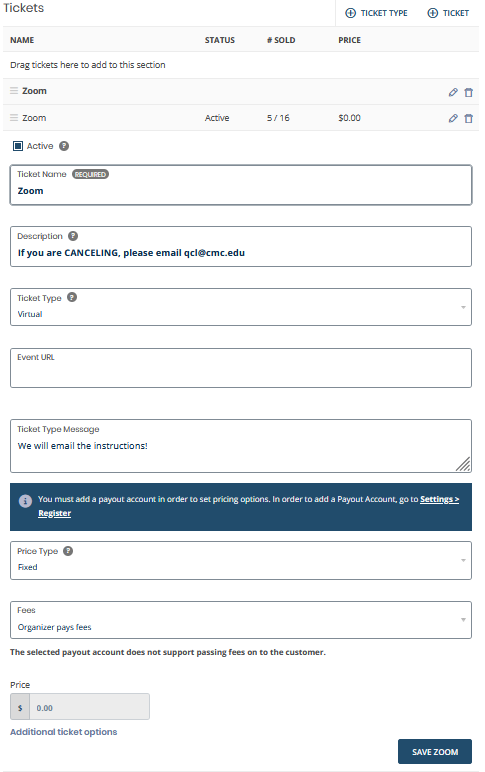 Tickets
TICKET TYPE TICKET
NAME STATUS # SOLD PRICE
Drag tickets here to add to this section
Zoom
Zoom Active 5 / 16 $0.00
Active ?
Ticket Name REQUIRED
Zoom
Description ?
If you are CANCELING, please email qcl@cmc.edu
Ticket Type ?
Virtual
Event URL
Ticket Type Message
We will email the instructions!
You must add a payout account in order to set pricing options. In order to add a Payout Account, go to Settings >
Register
Price Type ?
Fixed
Fees
Organizer pays fees
The selected payout account does not support passing fees on to the customer.
Price
$ 0.00
Additional ticket options
SAVE ZOOM